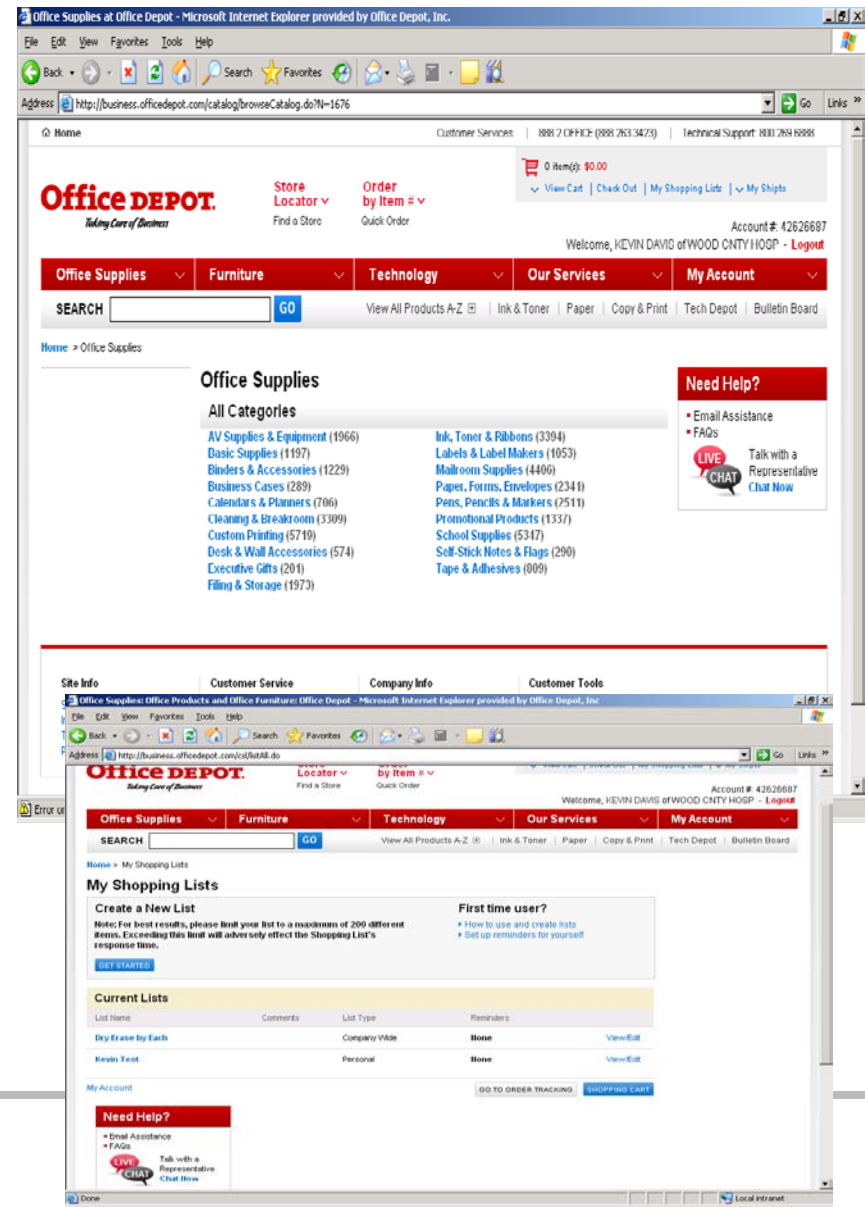 Office Supplies at Office Depot - Microsoft Internet Explorer provided by Office Depot, Inc.
File Edit View Favorites Tools Help
Back Search Favorites
Address http://business.officedepot.com/catalog/browseCatalog.do?N=1676 Go Links »
Home Customer Services | 888 2 OFFICE (888 263 3423) | Technical Support 800 269 6888
0 item(s): $0.00
View Cart | Check Out | My Shopping Lists | My Shipto
Office DEPOT.
Taking Care of Business
Store Locator
Find a Store
Order by Item #
Quick Order
Account #: 42626687
Welcome, KEVIN DAVIS of WOOD CNTY HOSP - Logout
Office Supplies Furniture Technology Our Services My Account
SEARCH GO View All Products A-Z | Ink & Toner | Paper | Copy & Print | Tech Depot | Bulletin Board
Home > Office Supplies
Office Supplies
All Categories
AV Supplies & Equipment (1966)
Basic Supplies (1197)
Binders & Accessories (1229)
Business Cases (289)
Calendars & Planners (706)
Cleaning & Breakroom (3309)
Custom Printing (5719)
Desk & Wall Accessories (574)
Executive Gifts (201)
Filing & Storage (1973)
Ink, Toner & Ribbons (3394)
Labels & Label Makers (1053)
Mailroom Supplies (4406)
Paper, Forms, Envelopes (2341)
Pens, Pencils & Markers (2511)
Promotional Products (1337)
School Supplies (5347)
Self-Stick Notes & Flags (290)
Tape & Adhesives (809)
Need Help?
Email Assistance
FAQs
LIVE CHAT
Talk with a
Representative
Chat Now
Site Info Customer Service Company Info Customer Tools
Error
Office Supplies: Office Products and Office Furniture: Office Depot - Microsoft Internet Explorer provided by Office Depot, Inc
File Edit View Favorites Tools Help
Back Search Favorites
Address http://business.officedepot.com/csl/listAll.do Go Links »
Office DEPOT.
Taking Care of Business
Locator
Find a Store
by Item #
Quick Order
Account #: 42626687
Welcome, KEVIN DAVIS of WOOD CNTY HOSP - Logout
Office Supplies Furniture Technology Our Services My Account
SEARCH GO View All Products A-Z | Ink & Toner | Paper | Copy & Print | Tech Depot | Bulletin Board
Home > My Shopping Lists
My Shopping Lists
Create a New List
Note: For best results, please limit your list to a maximum of 200 different
items. Exceeding this limit will adversely effect the Shopping List's
response time.
GET STARTED
First time user?
How to use and create lists
Set up reminders for yourself
Current Lists
List Name Comments List Type Reminders
Dry Erase by Each Company Wide None View/Edit
Kevin Test Personal None View/Edit
My Account GO TO ORDER TRACKING SHOPPING CART
Need Help?
Email Assistance
FAQs
LIVE CHAT
Talk with a
Representative
Chat Now
Done Local intranet